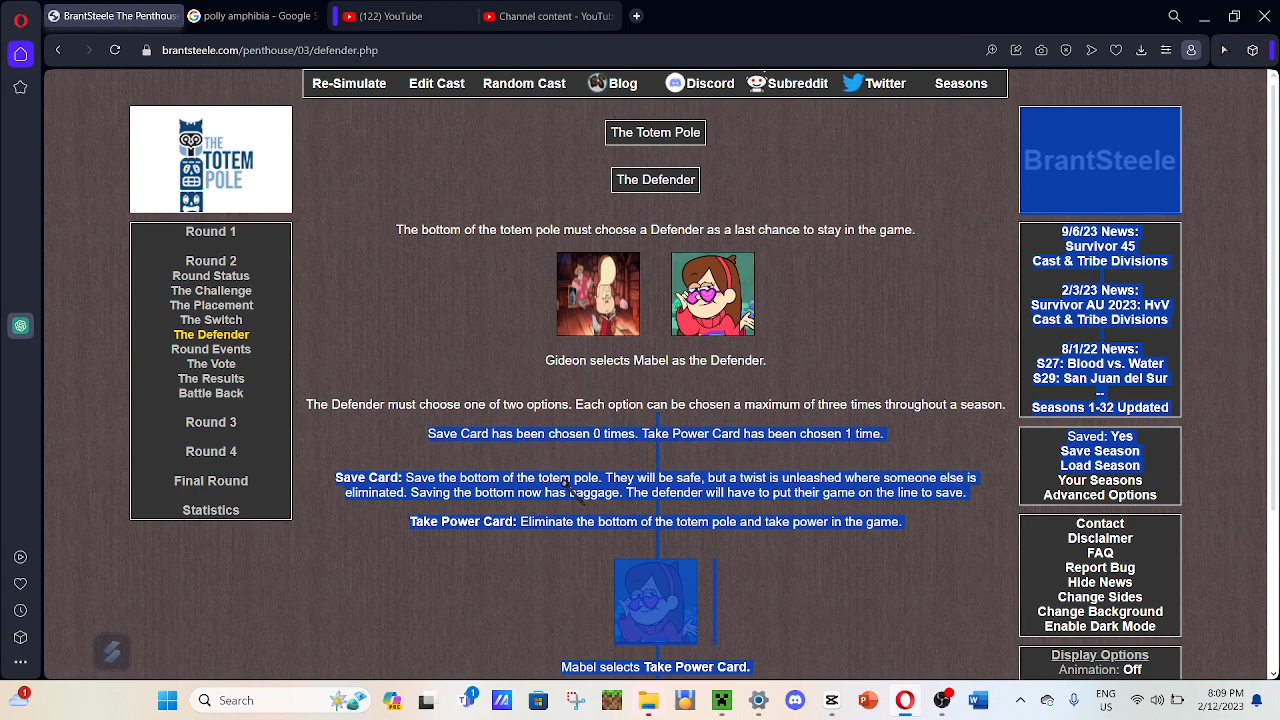 BrantSteele The Penthous
polly amphibia - Google S
(122) YouTube
Channel content - YouTub
brantsteele.com/penthouse/03/defender.php
Re-Simulate
Edit Cast
Random Cast
Blog
Discord
Subreddit
Twitter
Seasons
THE
TOTEM
POLE
Round 1
Round 2
Round Status
The Challenge
The Placement
The Switch
The Defender
Round Events
The Vote
The Results
Battle Back
Round 3
Round 4
Final Round
Statistics
The Totem Pole
The Defender
The bottom of the totem pole must choose a Defender as a last chance to stay in the game.
Gideon selects Mabel as the Defender.
The Defender must choose one of two options. Each option can be chosen a maximum of three times throughout a season.
Save Card has been chosen 0 times. Take Power Card has been chosen 1 time.
Save Card: Save the bottom of the totem pole. They will be safe, but a twist is unleashed where someone else is
eliminated. Saving the bottom now has baggage. The defender will have to put their game on the line to save.
Take Power Card: Eliminate the bottom of the totem pole and take power in the game.
Mabel selects Take Power Card.
BrantSteele
9/6/23 News:
Survivor 45
Cast & Tribe Divisions
2/3/23 News:
Survivor AU 2023: HvV
Cast & Tribe Divisions
8/1/22 News:
S27: Blood vs. Water
S29: San Juan del Sur
--
Seasons 1-32 Updated
Saved: Yes
Save Season
Load Season
Your Seasons
Advanced Options
Contact
Disclaimer
FAQ
Report Bug
Hide News
Change Sides
Change Background
Enable Dark Mode
Display Options
Animation: Off
1
Search
PRE
1
ENG
US
8:09 PM
2/12/2023